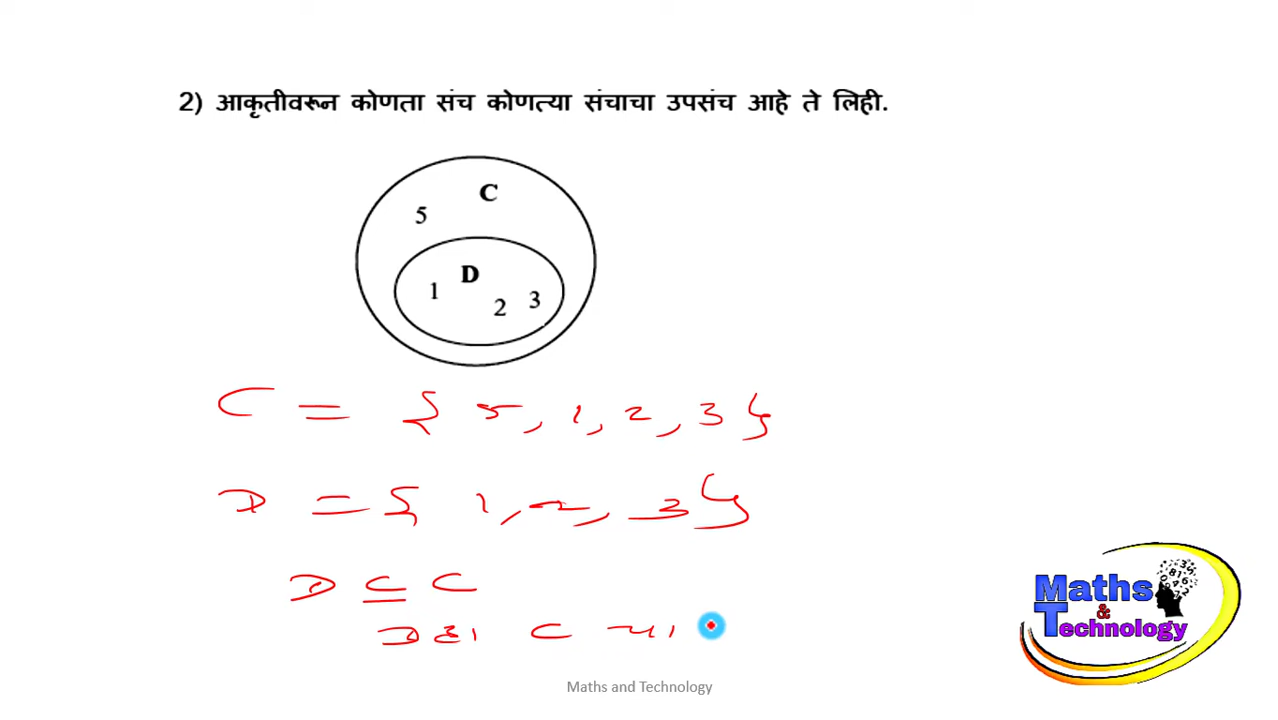 2) आकृतीवरून कोणता संच कोणत्या संचाचा उपसंच आहे ते लिही.
C
5
D
1
2
3
C = { 5, 1, 2, 3 }
D = { 1, 2, 3 }
D ⊆ C
D हा C चा
Maths
&
Technology
Maths and Technology